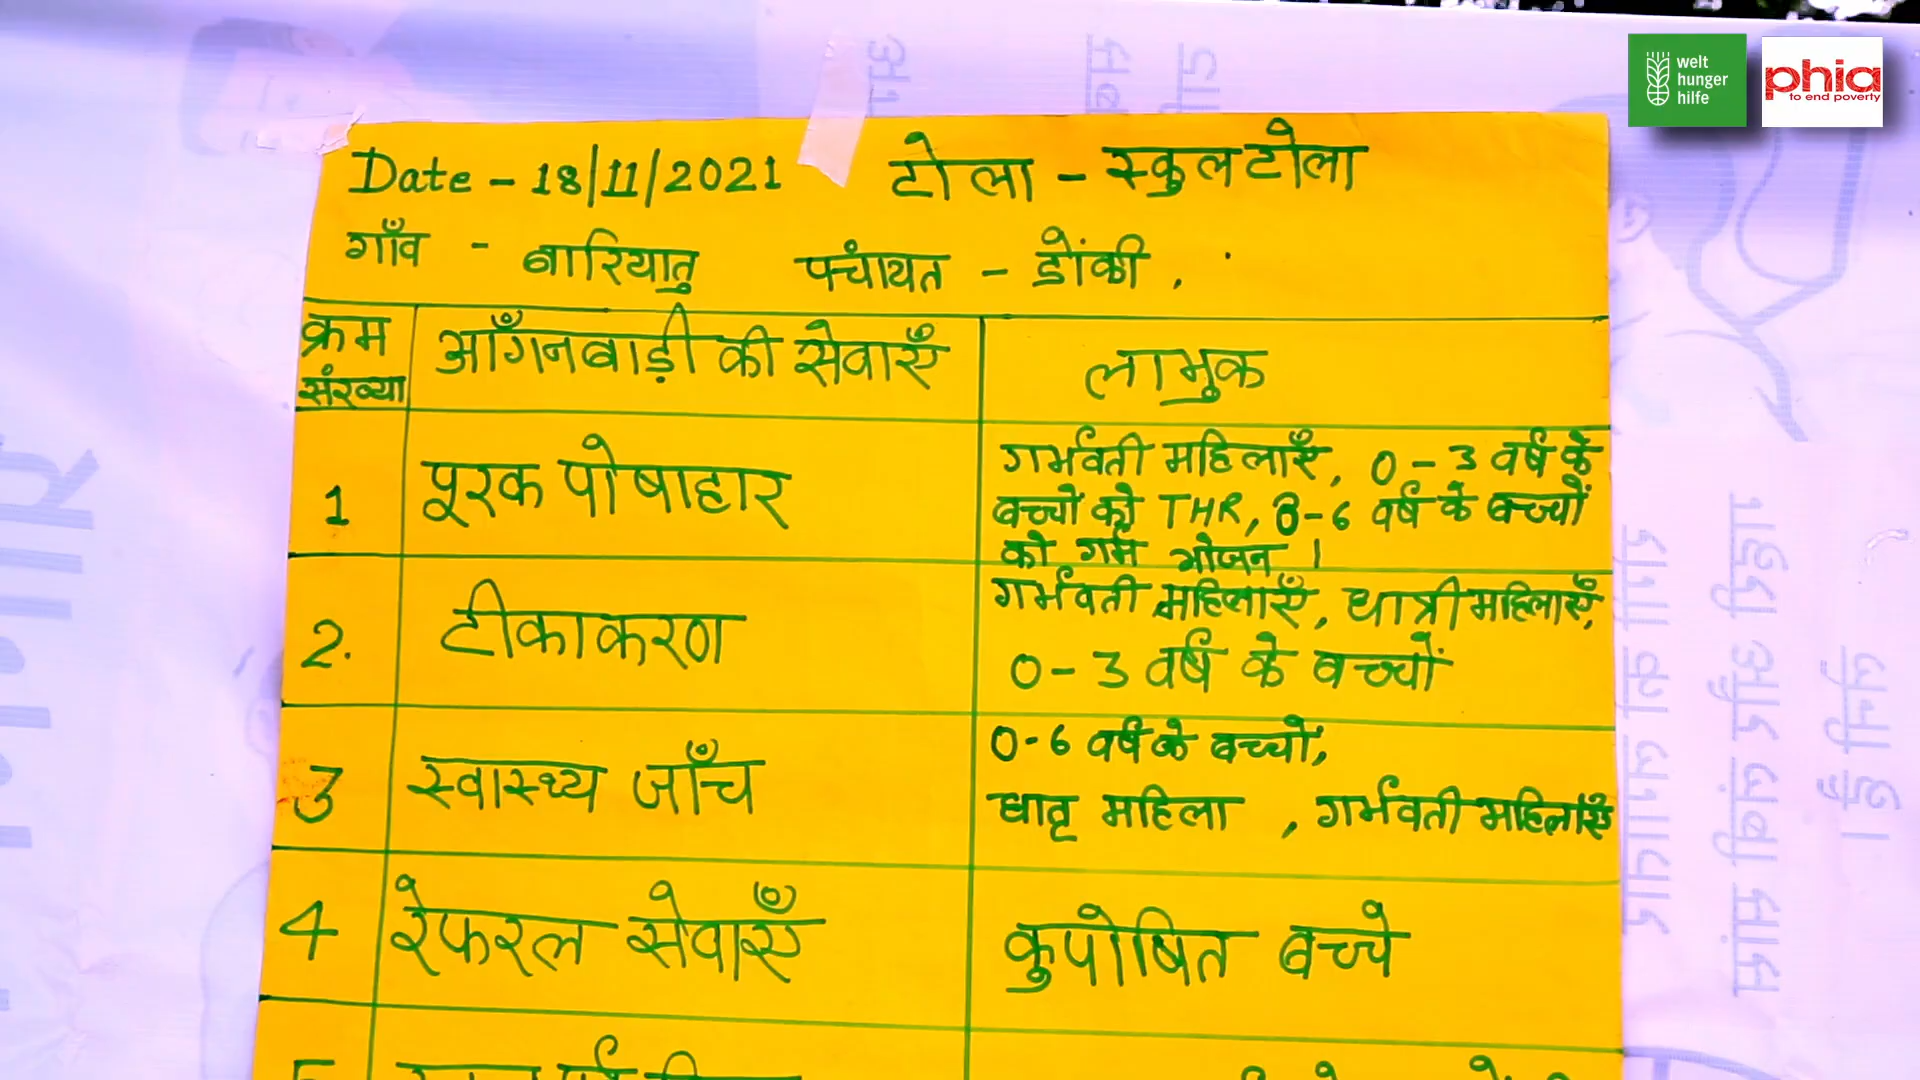 welt
hunger
hilfe
phia
to end poverty
Date - 18/11/2021 टोला - स्कुलटोला
गाँव - बारियातु पचांयत - डोंकी .
क्रम संख्या आँगनबाड़ी की सेवाएँ लाभुक
1 पूरक पोषाहार
गर्भवती महिलाएँ, 0-3 वर्ष के
बच्चों को THR, 3-6 वर्ष के बच्चों
को गर्म भोजन ।
2. टीकाकरण
गर्भवती महिलाएँ, धात्री महिलाएँ,
0-3 वर्ष के बच्चों
3 स्वास्थ्य जाँच
0-6 वर्ष के बच्चों,
धातृ महिला , गर्भवती महिलाएँ
4 रेफरल सेवाएँ कुपोषित बच्चे